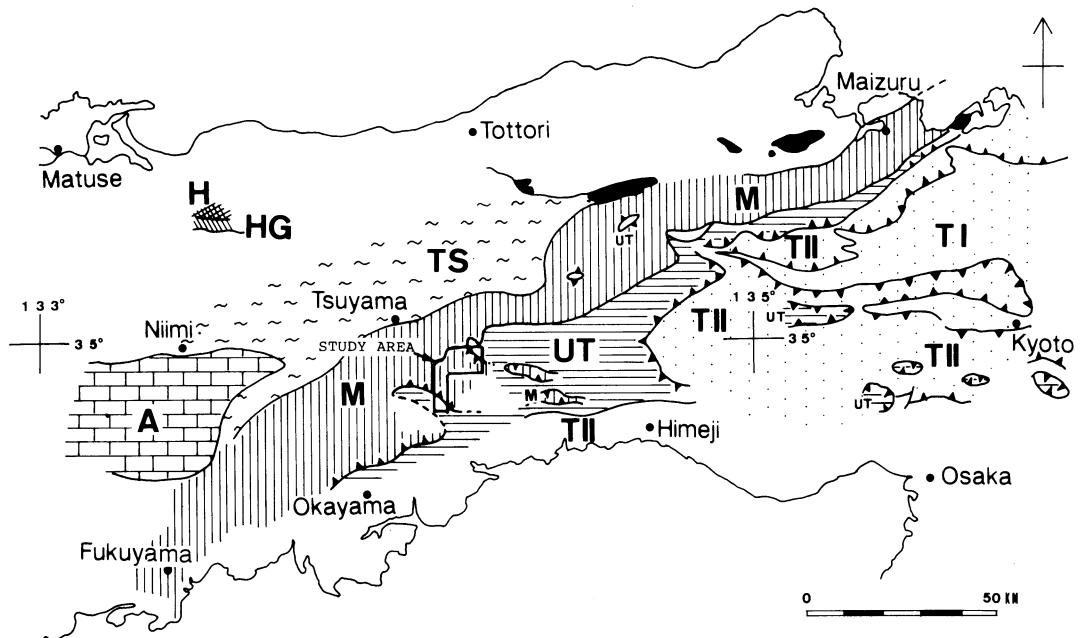 Maizuru
Tottori
Matuse
H
HG
M
UT
TII
TI
TS
133°
Tsuyama
135°
Niimi
35°
STUDY AREA
TII
UT
35°
UT
TII
Kyoto
A
M
M
UT
TII
Himeji
Osaka
Okayama
Fukuyama
0 50 KM